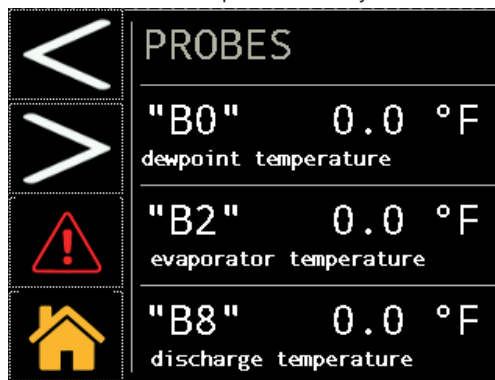 PROBES
"B0" 0.0 °F
dewpoint temperature
"B2" 0.0 °F
evaporator temperature
"B8" 0.0 °F
discharge temperature